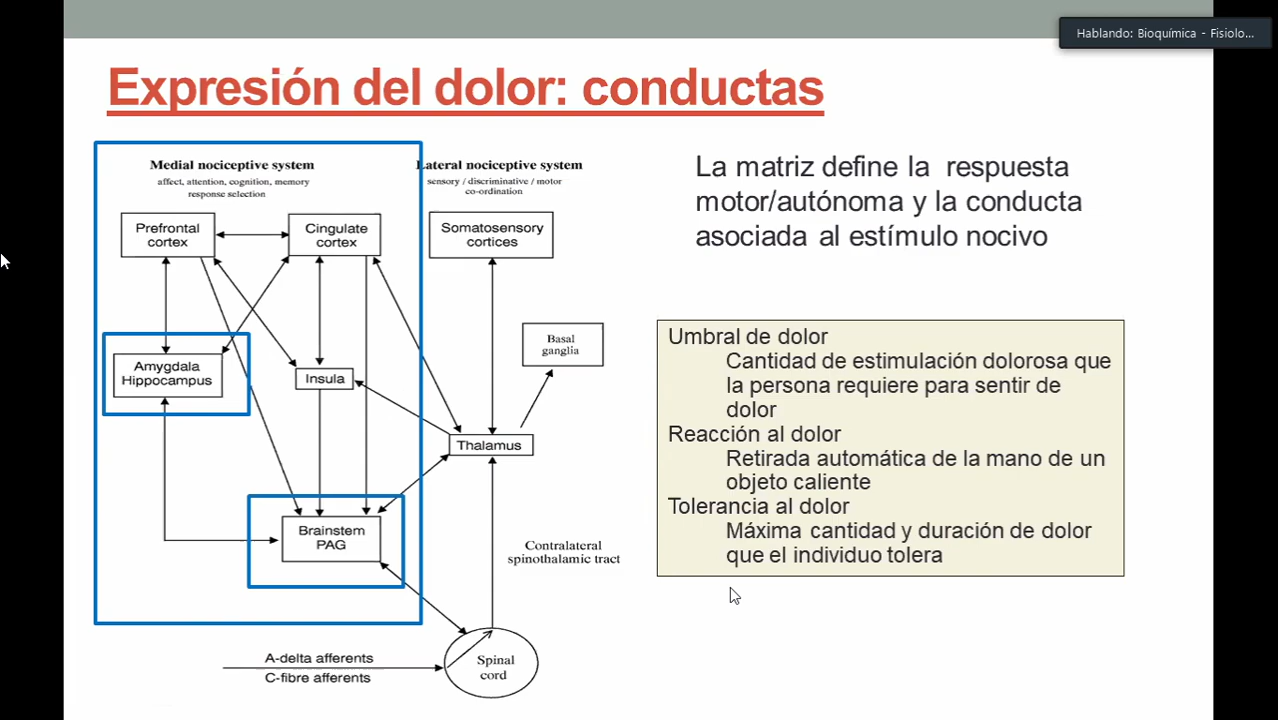 Hablando: Bioquímica - Fisiolo...
Expresión del dolor: conductas
Medial nociceptive system
affect, attention, cognition, memory
response selection
Lateral nociceptive system
sensory / discriminative / motor
co-ordination
Prefrontal
cortex
Cingulate
cortex
Somatosensory
cortices
Basal
ganglia
Amygdala
Hippocampus
Insula
Thalamus
Brainstem
PAG
Contralateral
spinothalamic tract
A-delta afferents
C-fibre afferents
Spinal
cord
La matriz define la respuesta
motor/autónoma y la conducta
asociada al estímulo nocivo
Umbral de dolor
Cantidad de estimulación dolorosa que
la persona requiere para sentir de
dolor
Reacción al dolor
Retirada automática de la mano de un
objeto caliente
Tolerancia al dolor
Máxima cantidad y duración de dolor
que el individuo tolera